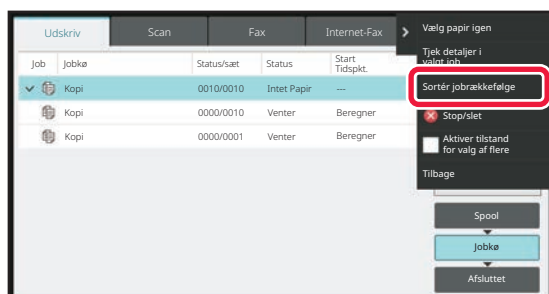 Udskriv
Scan
Fax
Internet-Fax
Job
Jobkø
Status/sæt
Status
Start
Tidspkt.
Kopi
0010/0010
Intet Papir
---
Kopi
0000/0010
Venter
Beregner
Kopi
0000/0001
Venter
Beregner
Vælg papir igen
Tjek detaljer i
valgt job
Sortér jobrækkefølge
Stop/slet
Aktiver tilstand
for valg af flere
Tilbage
Spool
Jobkø
Afsluttet